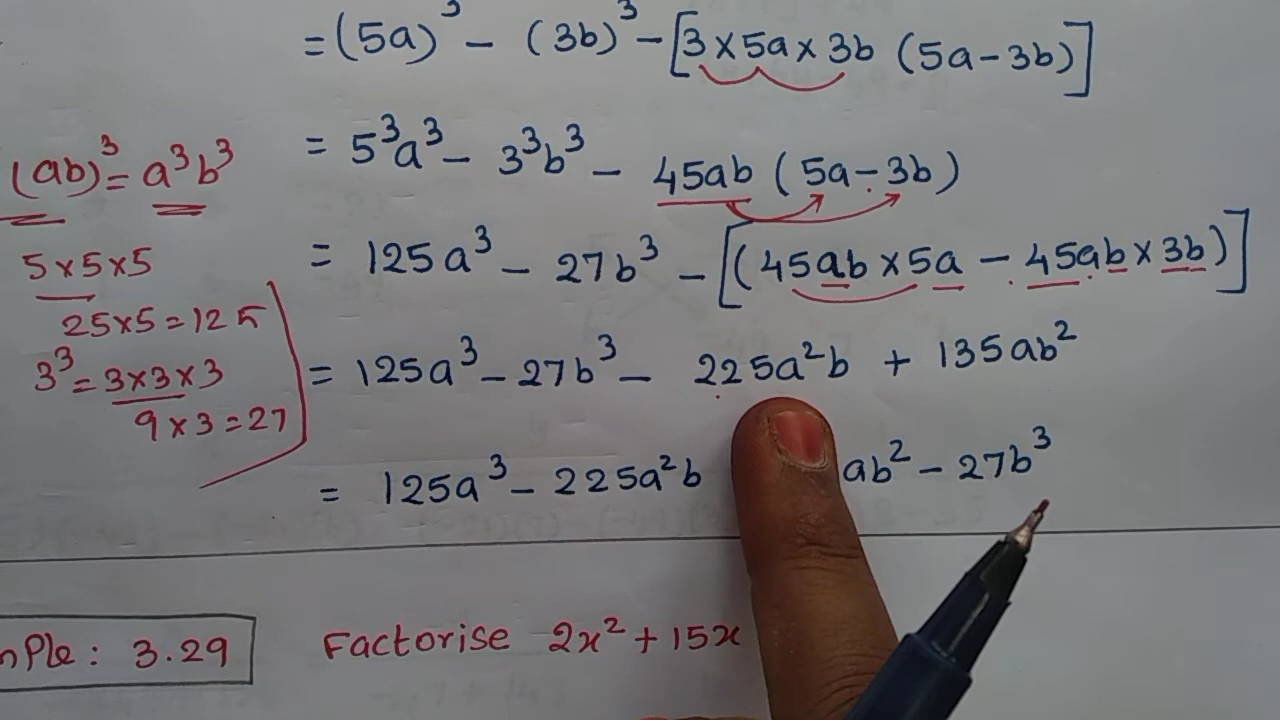 = (5a)³ - (3b)³ - [3 × 5a × 3b (5a - 3b)]
= 5³a³ - 3³b³ - 45ab (5a - 3b)
(ab)³ = a³b³
= 125a³ - 27b³ - [(45ab × 5a - 45ab × 3b)]
5 × 5 × 5
25 × 5 = 125
= 125a³ - 27b³ - 225a²b + 135ab²
3³ = 3 × 3 × 3
9 × 3 = 27
= 125a³ - 225a²b ab² - 27b³
mple : 3.29 Factorise 2x² + 15x